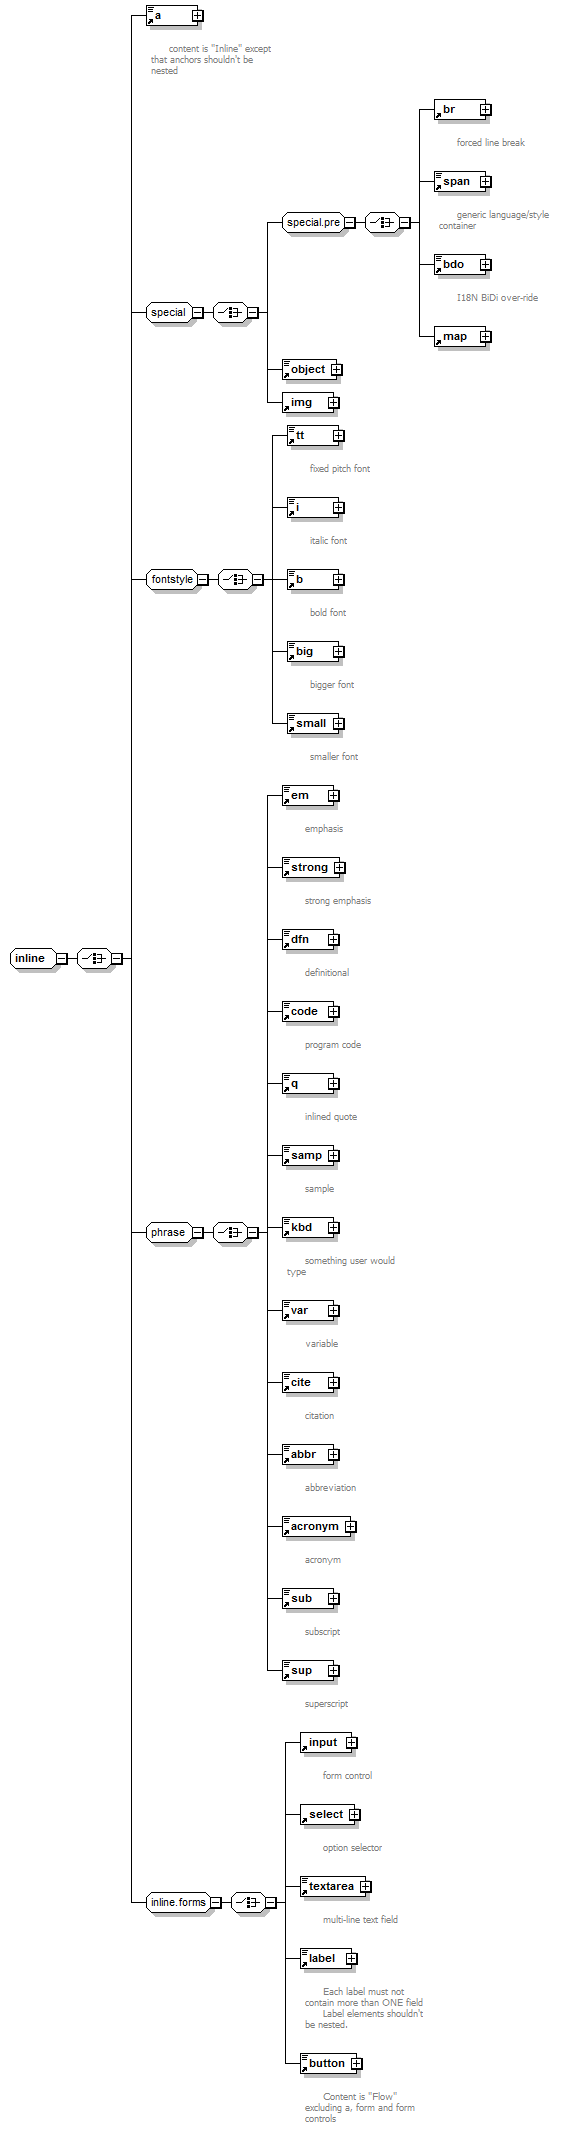 a
content is "Inline" except
that anchors shouldn't be
nested
br
forced line break
span
generic language/style
container
bdo
I18N BiDi over-ride
map
special.pre
special
object
img
tt
fixed pitch font
i
italic font
fontstyle
b
bold font
big
bigger font
small
smaller font
em
emphasis
strong
strong emphasis
dfn
definitional
inline
code
program code
q
inlined quote
samp
sample
phrase
kbd
something user would
type
var
variable
cite
citation
abbr
abbreviation
acronym
acronym
sub
subscript
sup
superscript
input
form control
select
option selector
textarea
multi-line text field
inline.forms
label
Each label must not
contain more than ONE field
Label elements shouldn't
be nested.
button
Content is "Flow"
excluding a, form and form
controls